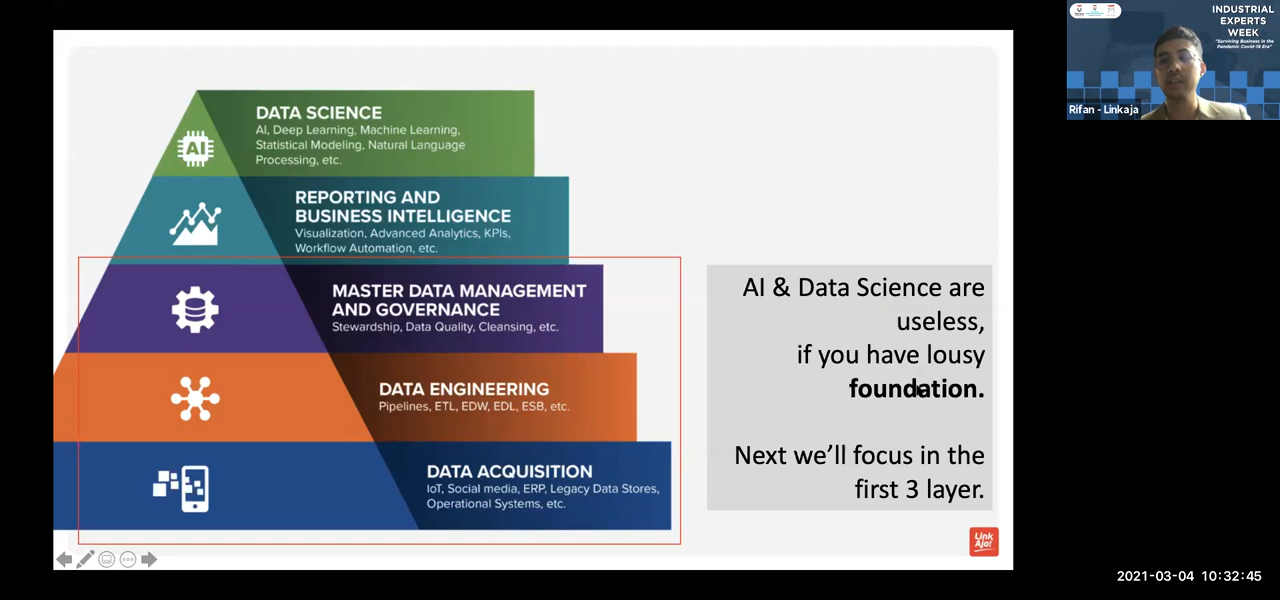 DATA SCIENCE
AI, Deep Learning, Machine Learning,
Statistical Modeling, Natural Language
Processing, etc.
AI
REPORTING AND
BUSINESS INTELLIGENCE
Visualization, Advanced Analytics, KPIs,
Workflow Automation, etc.
MASTER DATA MANAGEMENT
AND GOVERNANCE
Stewardship, Data Quality, Cleansing, etc.
DATA ENGINEERING
Pipelines, ETL, EDW, EDL, ESB, etc.
DATA ACQUISITION
IoT, Social media, ERP, Legacy Data Stores,
Operational Systems, etc.
AI & Data Science are
useless,
if you have lousy
foundation.
Next we’ll focus in the
first 3 layer.
Link
Aja!
INDUSTRIAL
EXPERTS
WEEK
"Surviving Business in the
Pandemic Covid-19 Era"
Rifan - Linkaja
2021-03-04 10:32:45